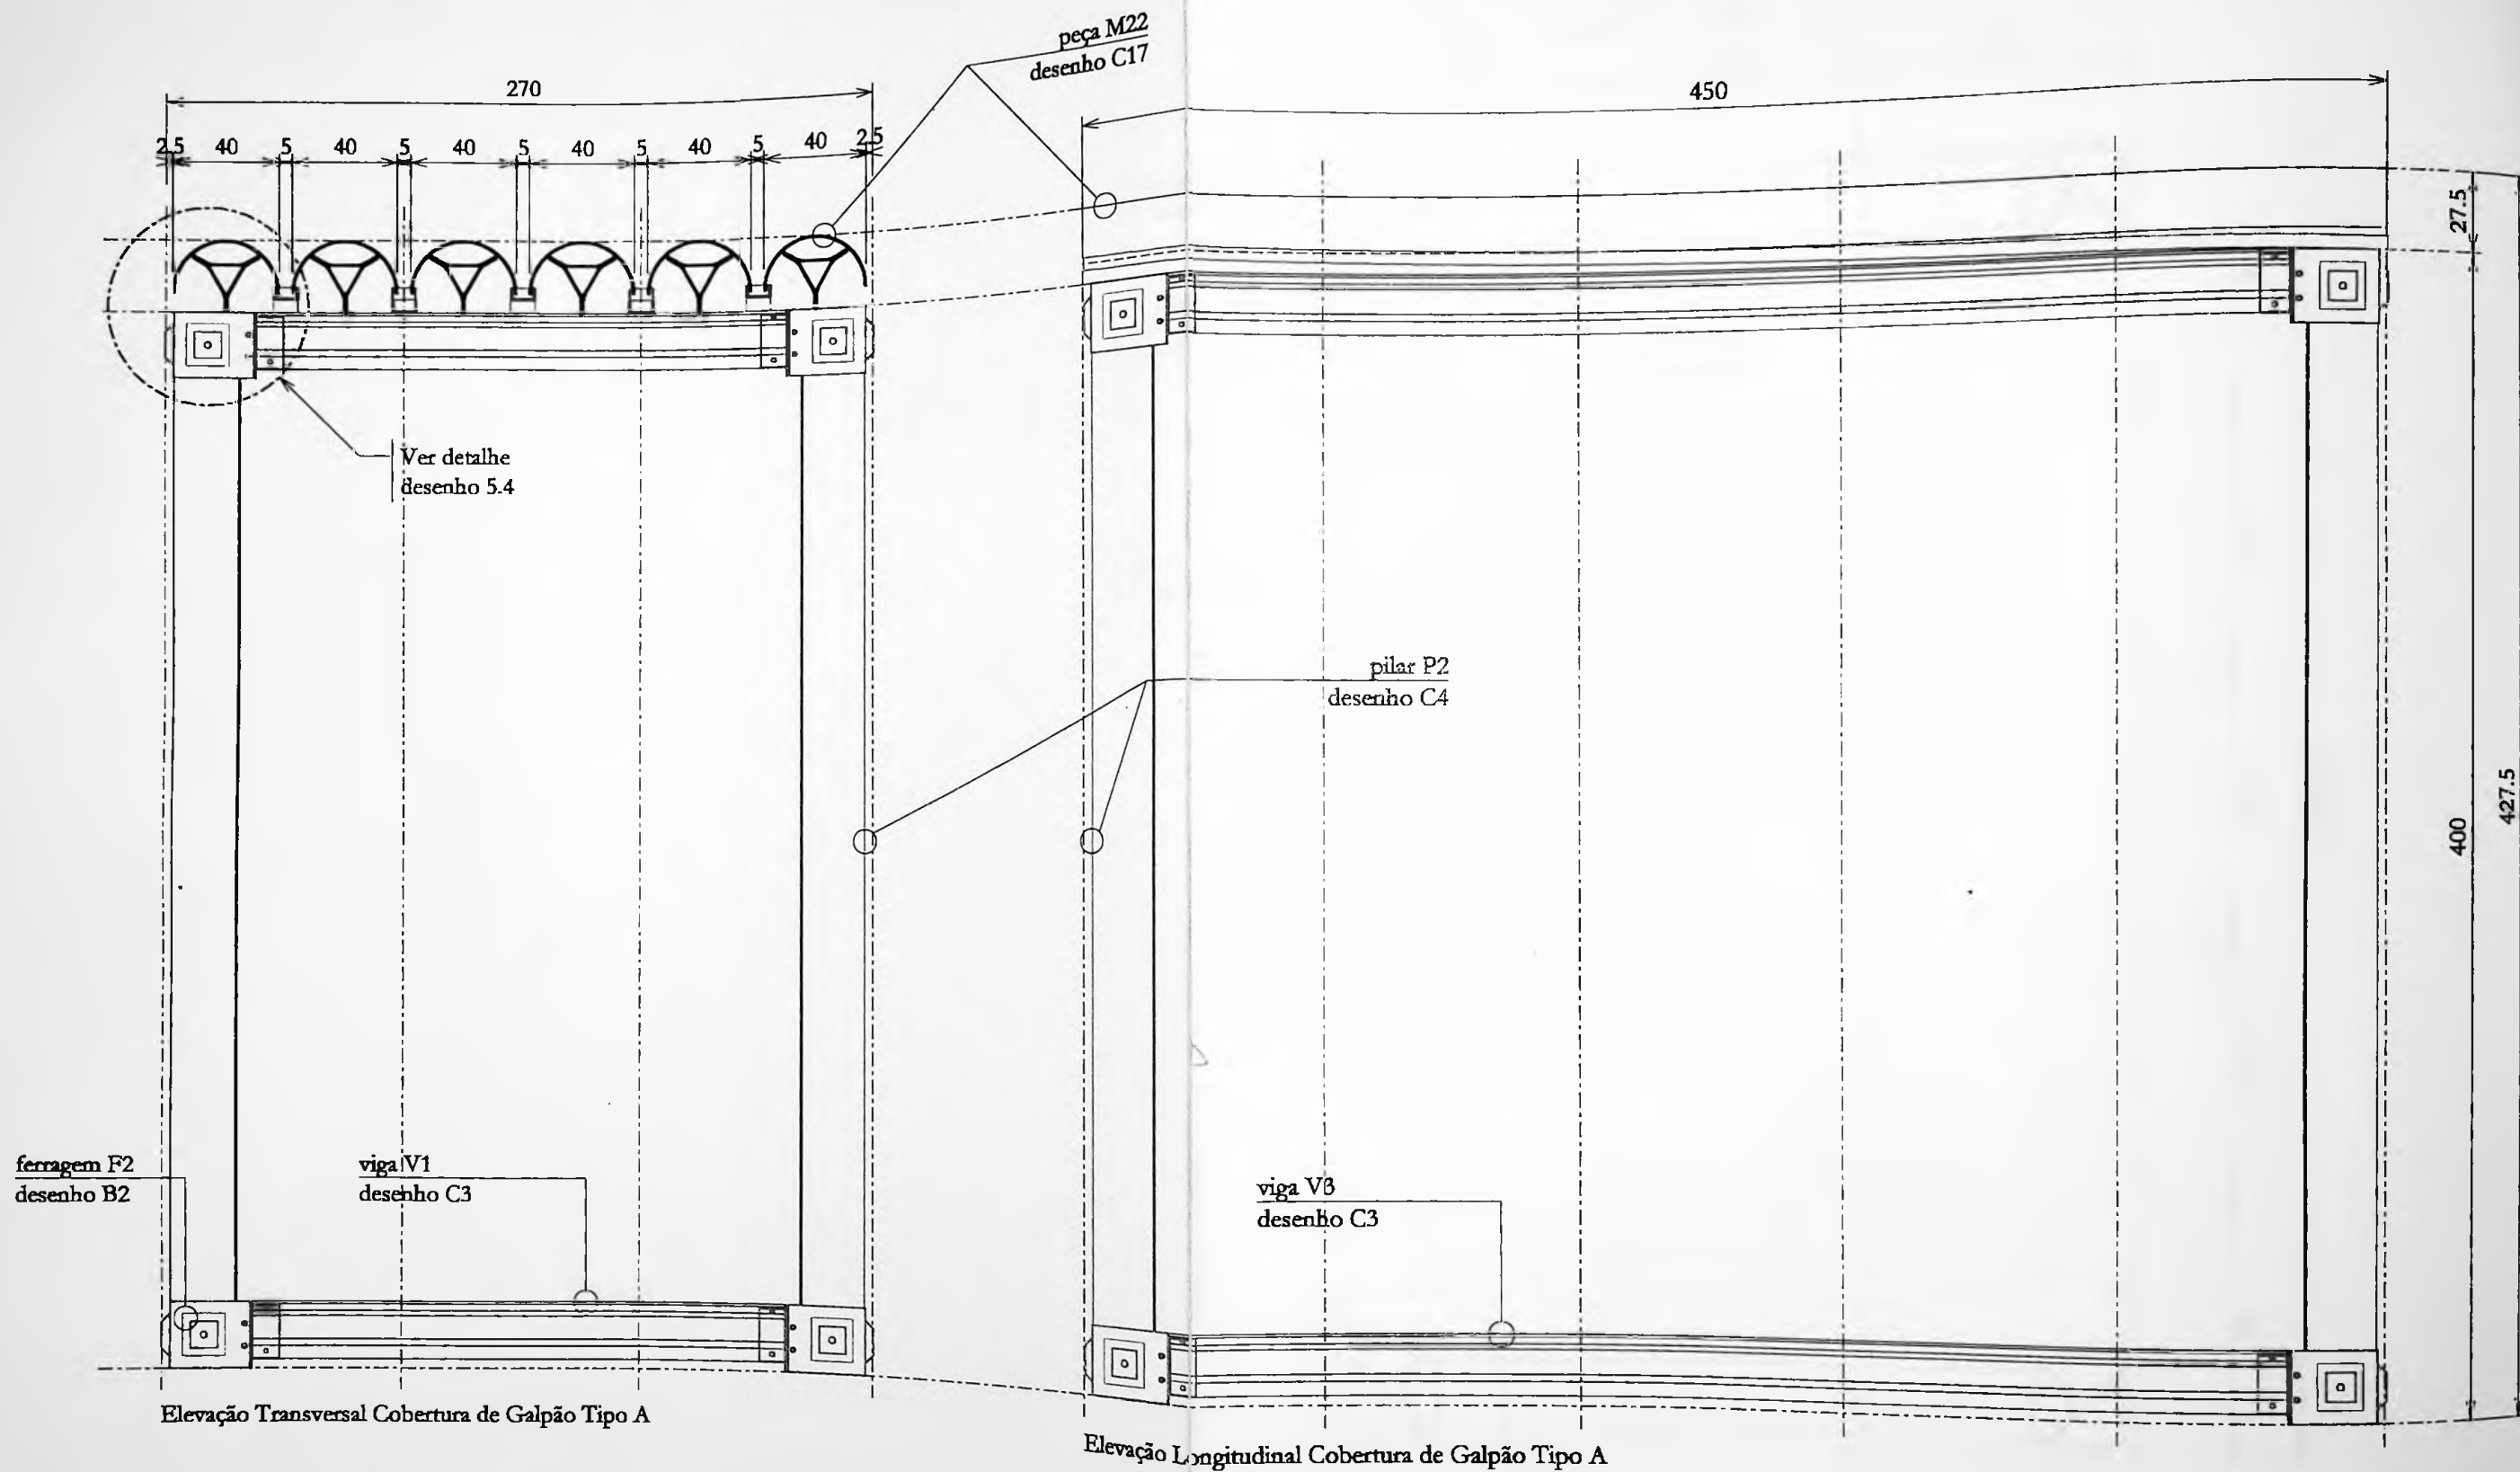 peça M22
desenho C17
270
450
2.5 40 5 40 5 40 5 40 5 40 5 40 2.5
27.5
Ver detalhe
desenho 5.4
pilar P2
desenho C4
400
427.5
ferragem F2
desenho B2
viga V1
desenho C3
viga V3
desenho C3
Elevação Transversal Cobertura de Galpão Tipo A
Elevação Longitudinal Cobertura de Galpão Tipo A